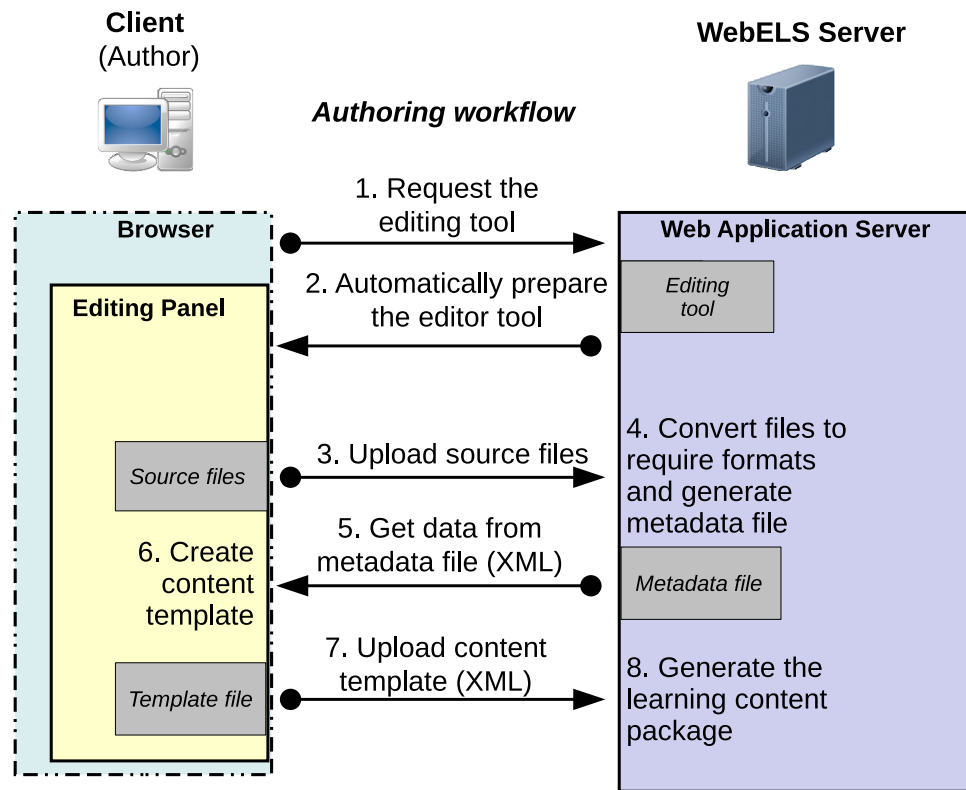 Client
(Author)
WebELS Server
Authoring workflow
1. Request the
editing tool
Browser
Web Application Server
2. Automatically prepare
the editor tool
Editing
tool
Editing Panel
3. Upload source files
Source files
4. Convert files to
require formats
and generate
metadata file
5. Get data from
metadata file (XML)
6. Create
content
template
Metadata file
7. Upload content
template (XML)
Template file
8. Generate the
learning content
package